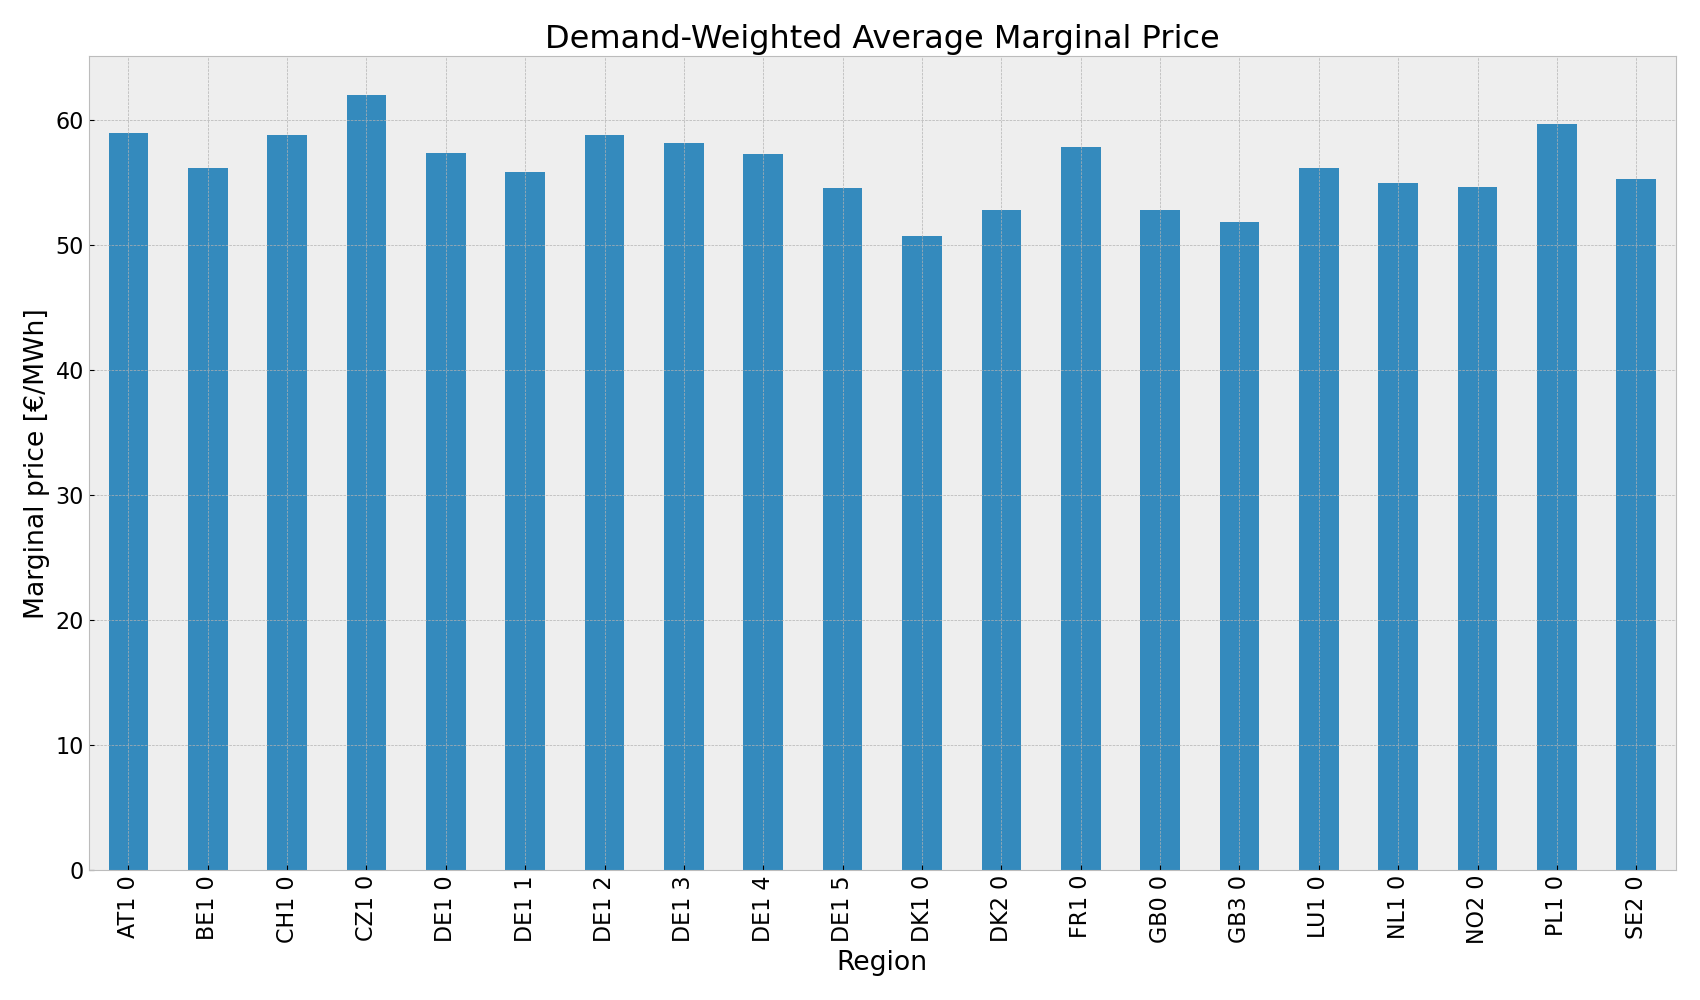 Demand-Weighted Average Marginal Price
Marginal price [€/MWh]
60
50
40
30
20
10
0
AT1 0
BE1 0
CH1 0
CZ1 0
DE1 0
DE1 1
DE1 2
DE1 3
DE1 4
DE1 5
DK1 0
DK2 0
FR1 0
GB0 0
GB3 0
LU1 0
NL1 0
NO2 0
PL1 0
SE2 0
Region